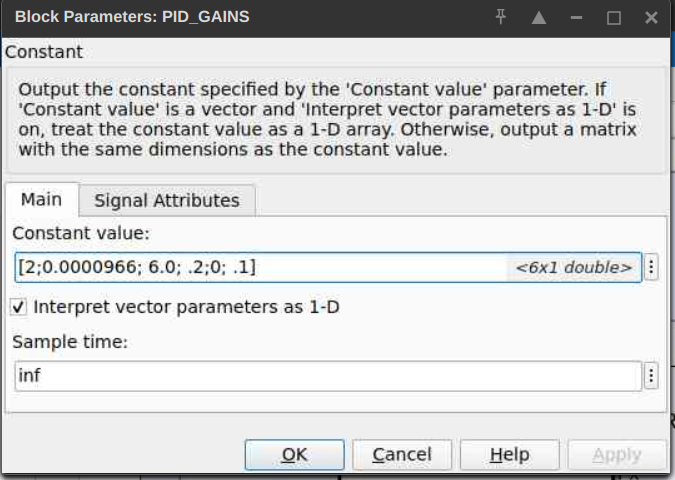 Block Parameters: PID_GAINS
Constant
Output the constant specified by the 'Constant value' parameter. If
'Constant value' is a vector and 'Interpret vector parameters as 1-D' is
on, treat the constant value as a 1-D array. Otherwise, output a matrix
with the same dimensions as the constant value.
Main Signal Attributes
Constant value:
[2;0.0000966; 6.0; .2;0; .1] <6x1 double>
Interpret vector parameters as 1-D
Sample time:
inf
OK Cancel Help Apply